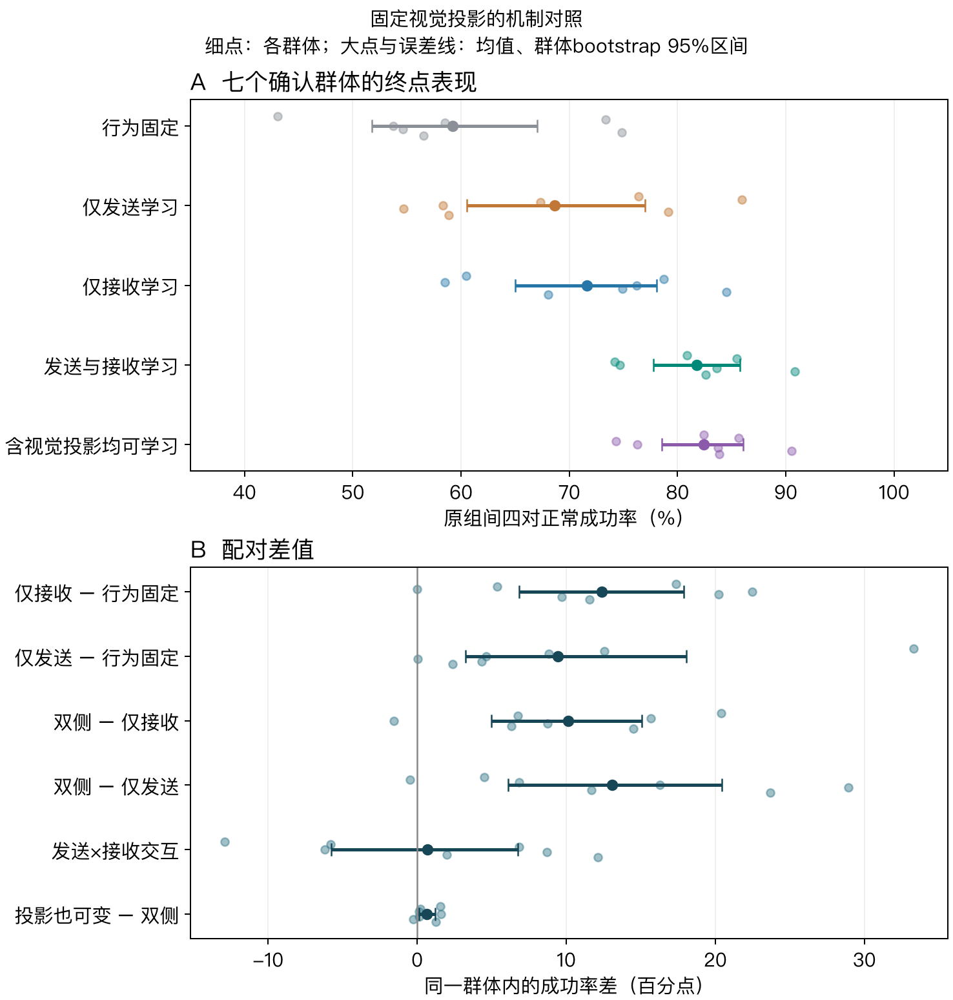 固定视觉投影的机制对照
细点：各群体；大点与误差线：均值、群体bootstrap 95%区间
A 七个确认群体的终点表现
行为固定
仅发送学习
仅接收学习
发送与接收学习
含视觉投影均可学习
40 50 60 70 80 90 100
原组间四对正常成功率（%）
B 配对差值
仅接收 − 行为固定
仅发送 − 行为固定
双侧 − 仅接收
双侧 − 仅发送
发送×接收交互
投影也可变 − 双侧
−10 0 10 20 30
同一群体内的成功率差（百分点）